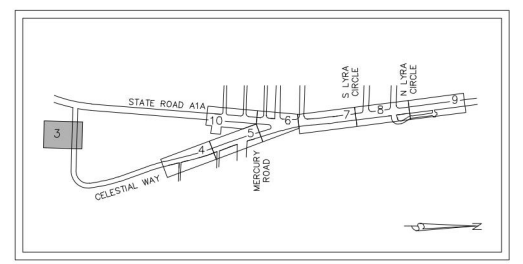 S LYRA
CIRCLE
N LYRA
CIRCLE
STATE ROAD A1A
3
10
4
5
6
7
8
9
MERCURY
ROAD
CELESTIAL WAY
Z